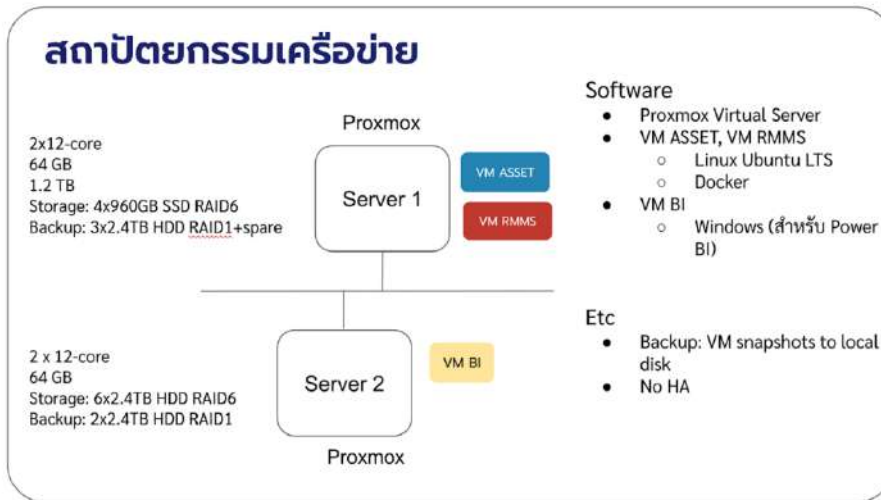 สถาปัตยกรรมเครือข่าย
Proxmox
2x12-core
64 GB
1.2 TB
Storage: 4x960GB SSD RAID6
Backup: 3x2.4TB HDD RAID1+spare
Server 1
VM ASSET
VM RMMS
2 x 12-core
64 GB
Storage: 6x2.4TB HDD RAID6
Backup: 2x2.4TB HDD RAID1
Server 2
VM BI
Proxmox
Software
● Proxmox Virtual Server
● VM ASSET, VM RMMS
○ Linux Ubuntu LTS
○ Docker
● VM BI
○ Windows (สำหรับ Power
BI)
Etc
● Backup: VM snapshots to local
disk
● No HA